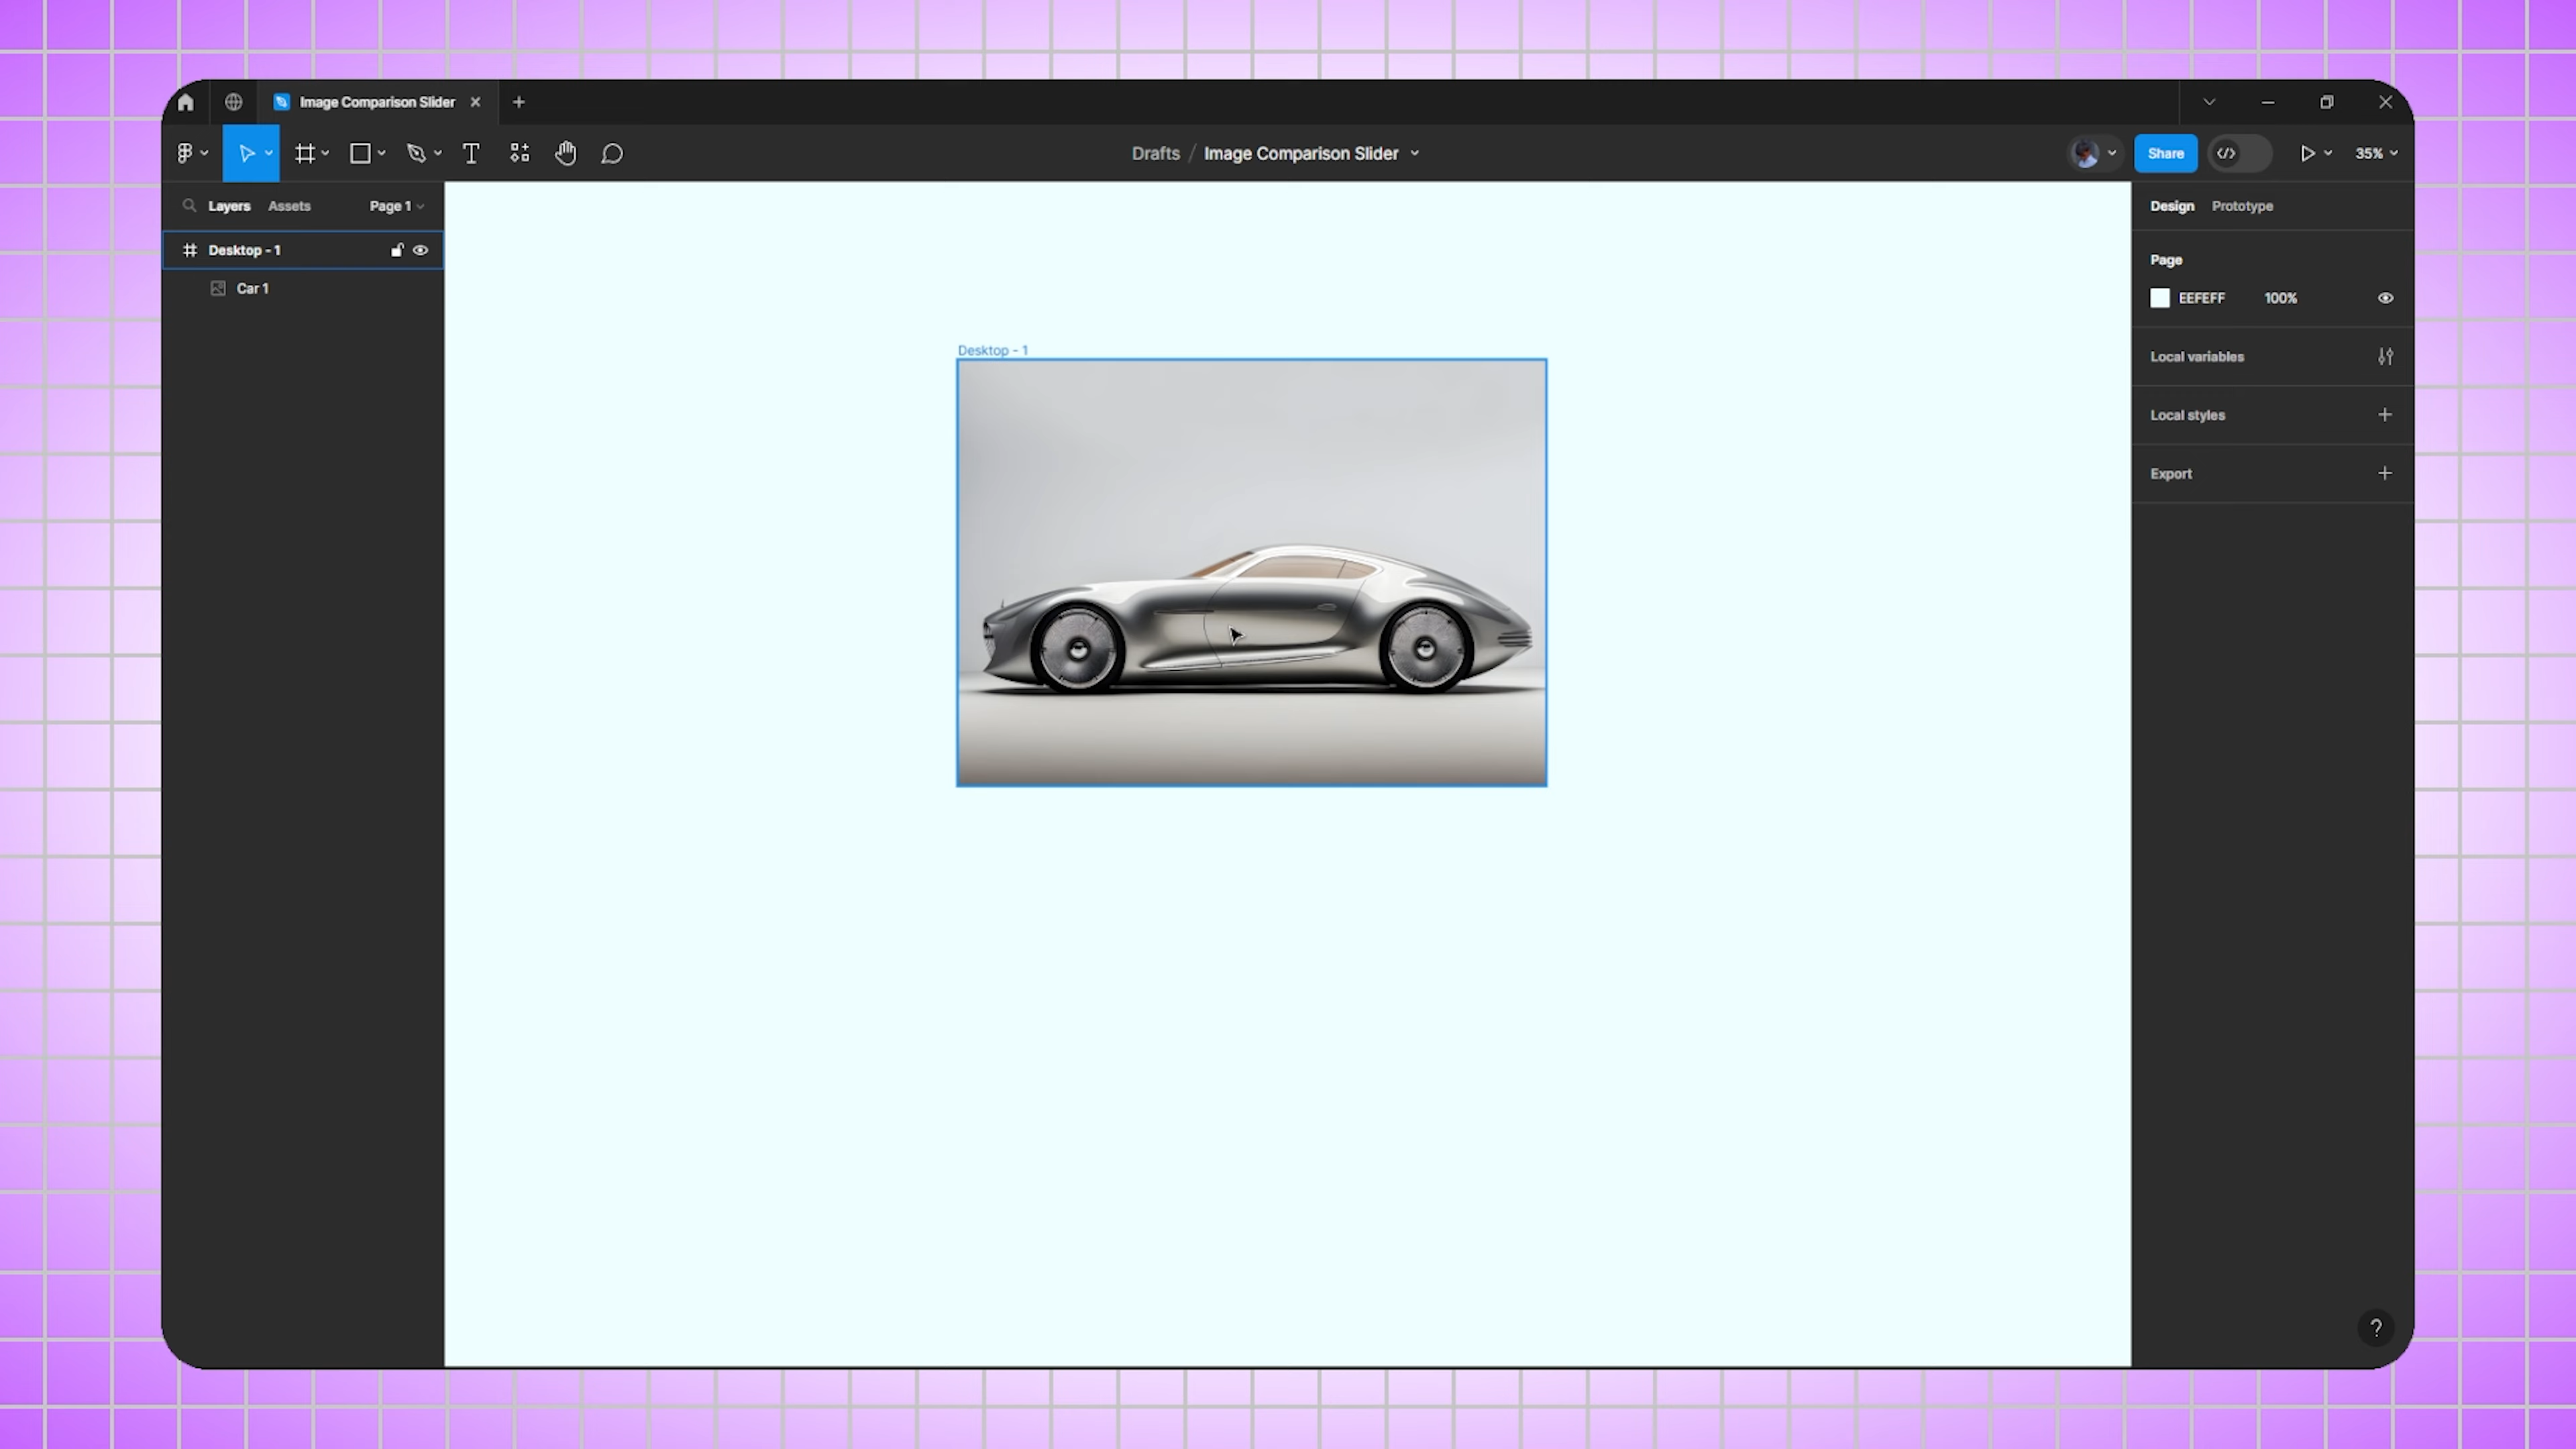 Image Comparison Slider
Drafts / Image Comparison Slider
Share
35%
Layers Assets Page 1
Desktop - 1
Car 1
Desktop - 1
Design Prototype
Page
EEFEFF 100%
Local variables
Local styles
Export
?